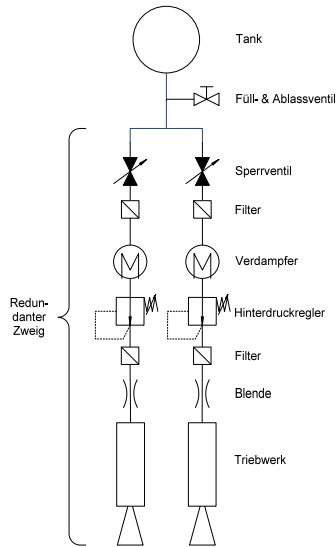 Tank
Füll- & Ablassventil
Sperrventil
Filter
Verdampfer
Redun-
danter
Zweig
Hinterdruckregler
Filter
Blende
Triebwerk